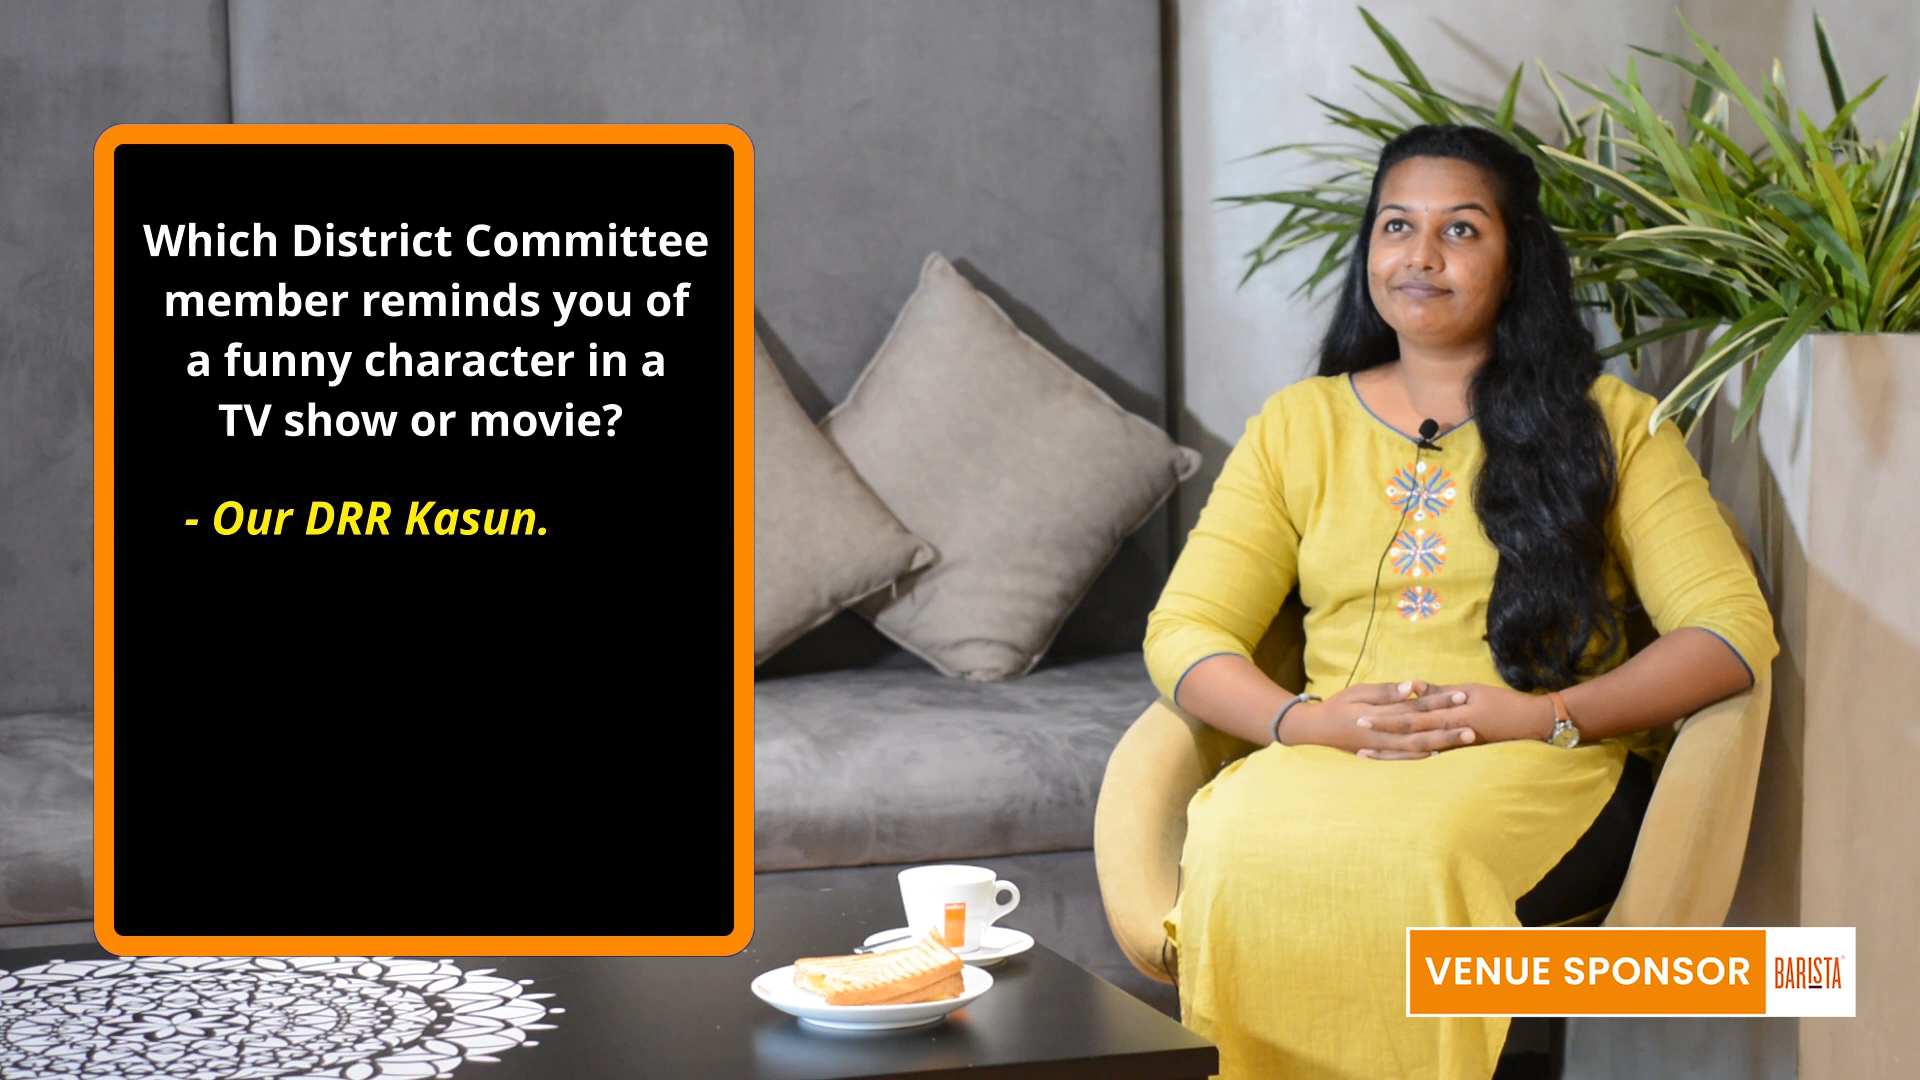 Which District Committee
member reminds you of
a funny character in a
TV show or movie?
- Our DRR Kasun.
VENUE SPONSOR
BARISTA